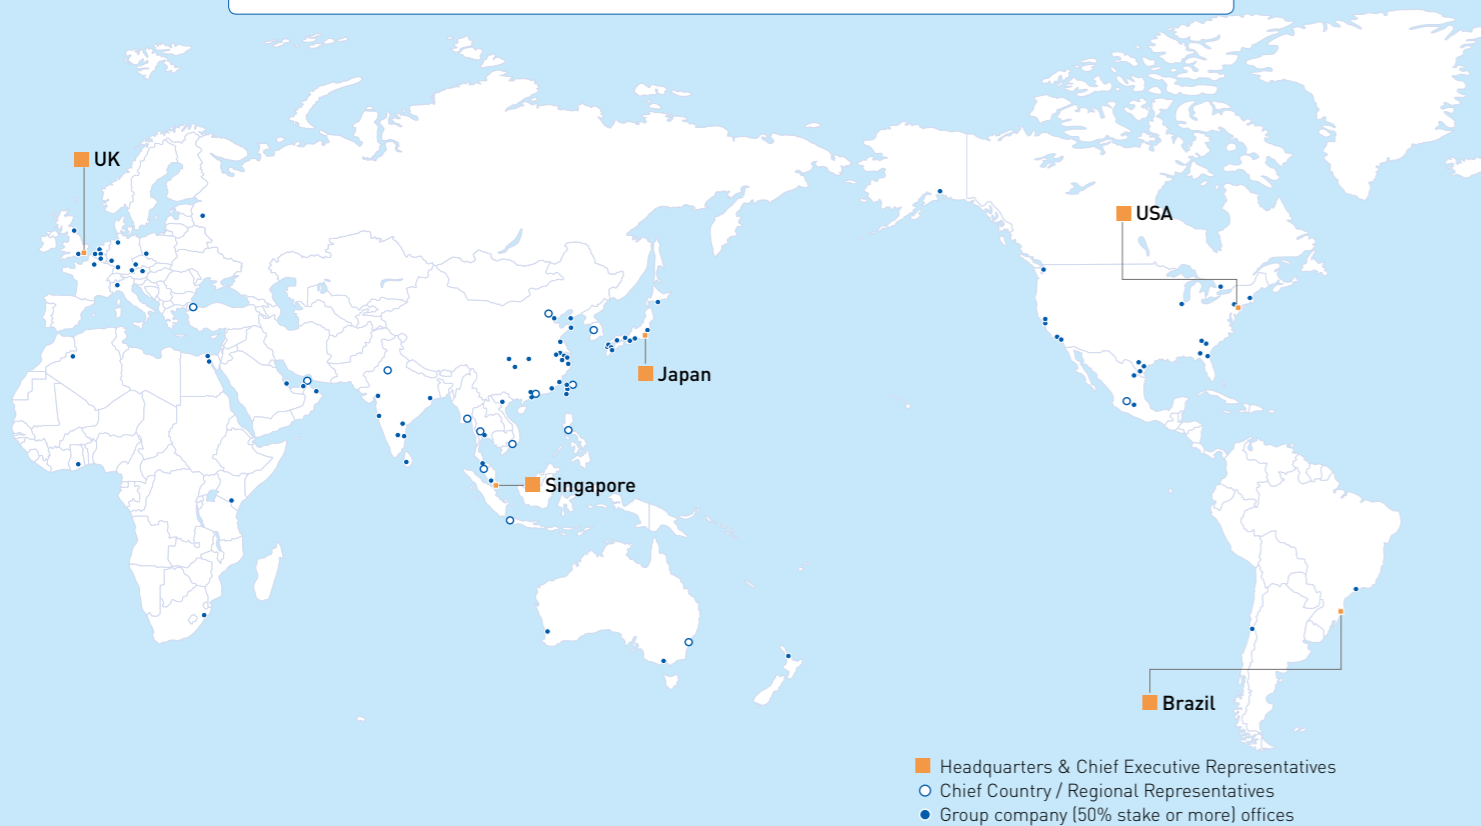 UK
USA
Japan
Singapore
Brazil
Headquarters & Chief Executive Representatives
Chief Country / Regional Representatives
Group company (50% stake or more) offices